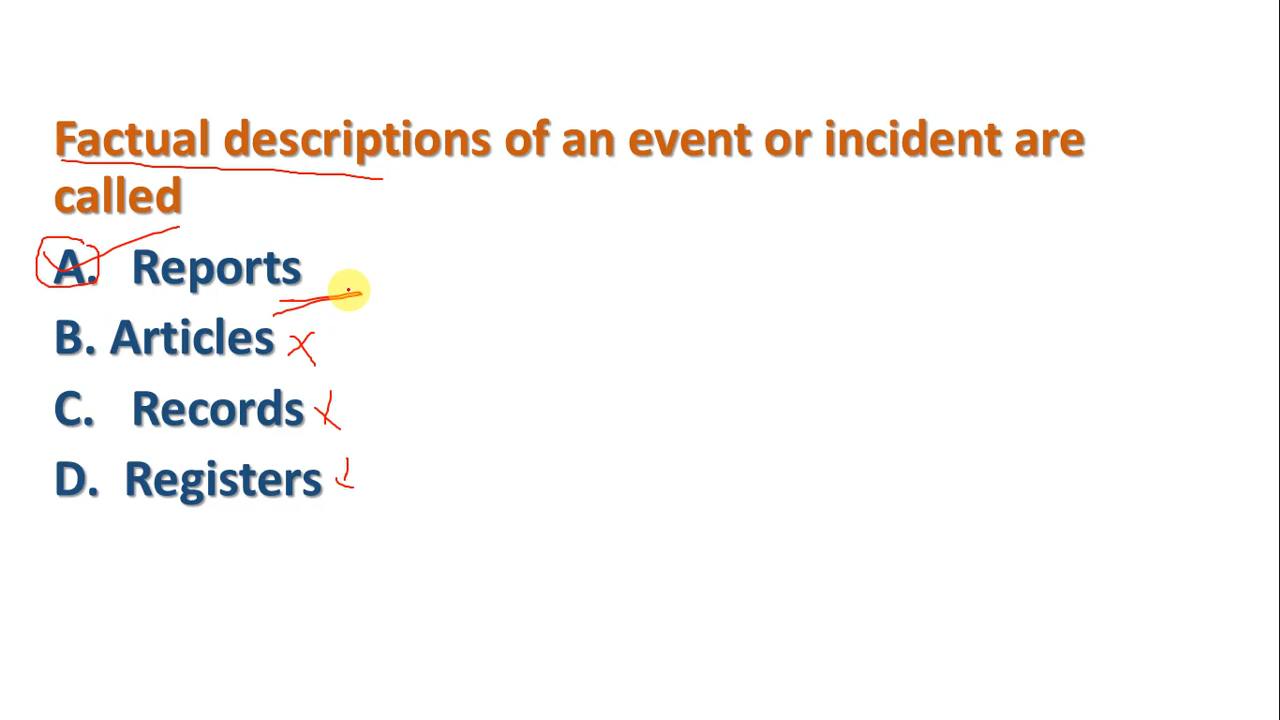 Factual descriptions of an event or incident are
called
A. Reports
B. Articles
C. Records
D. Registers